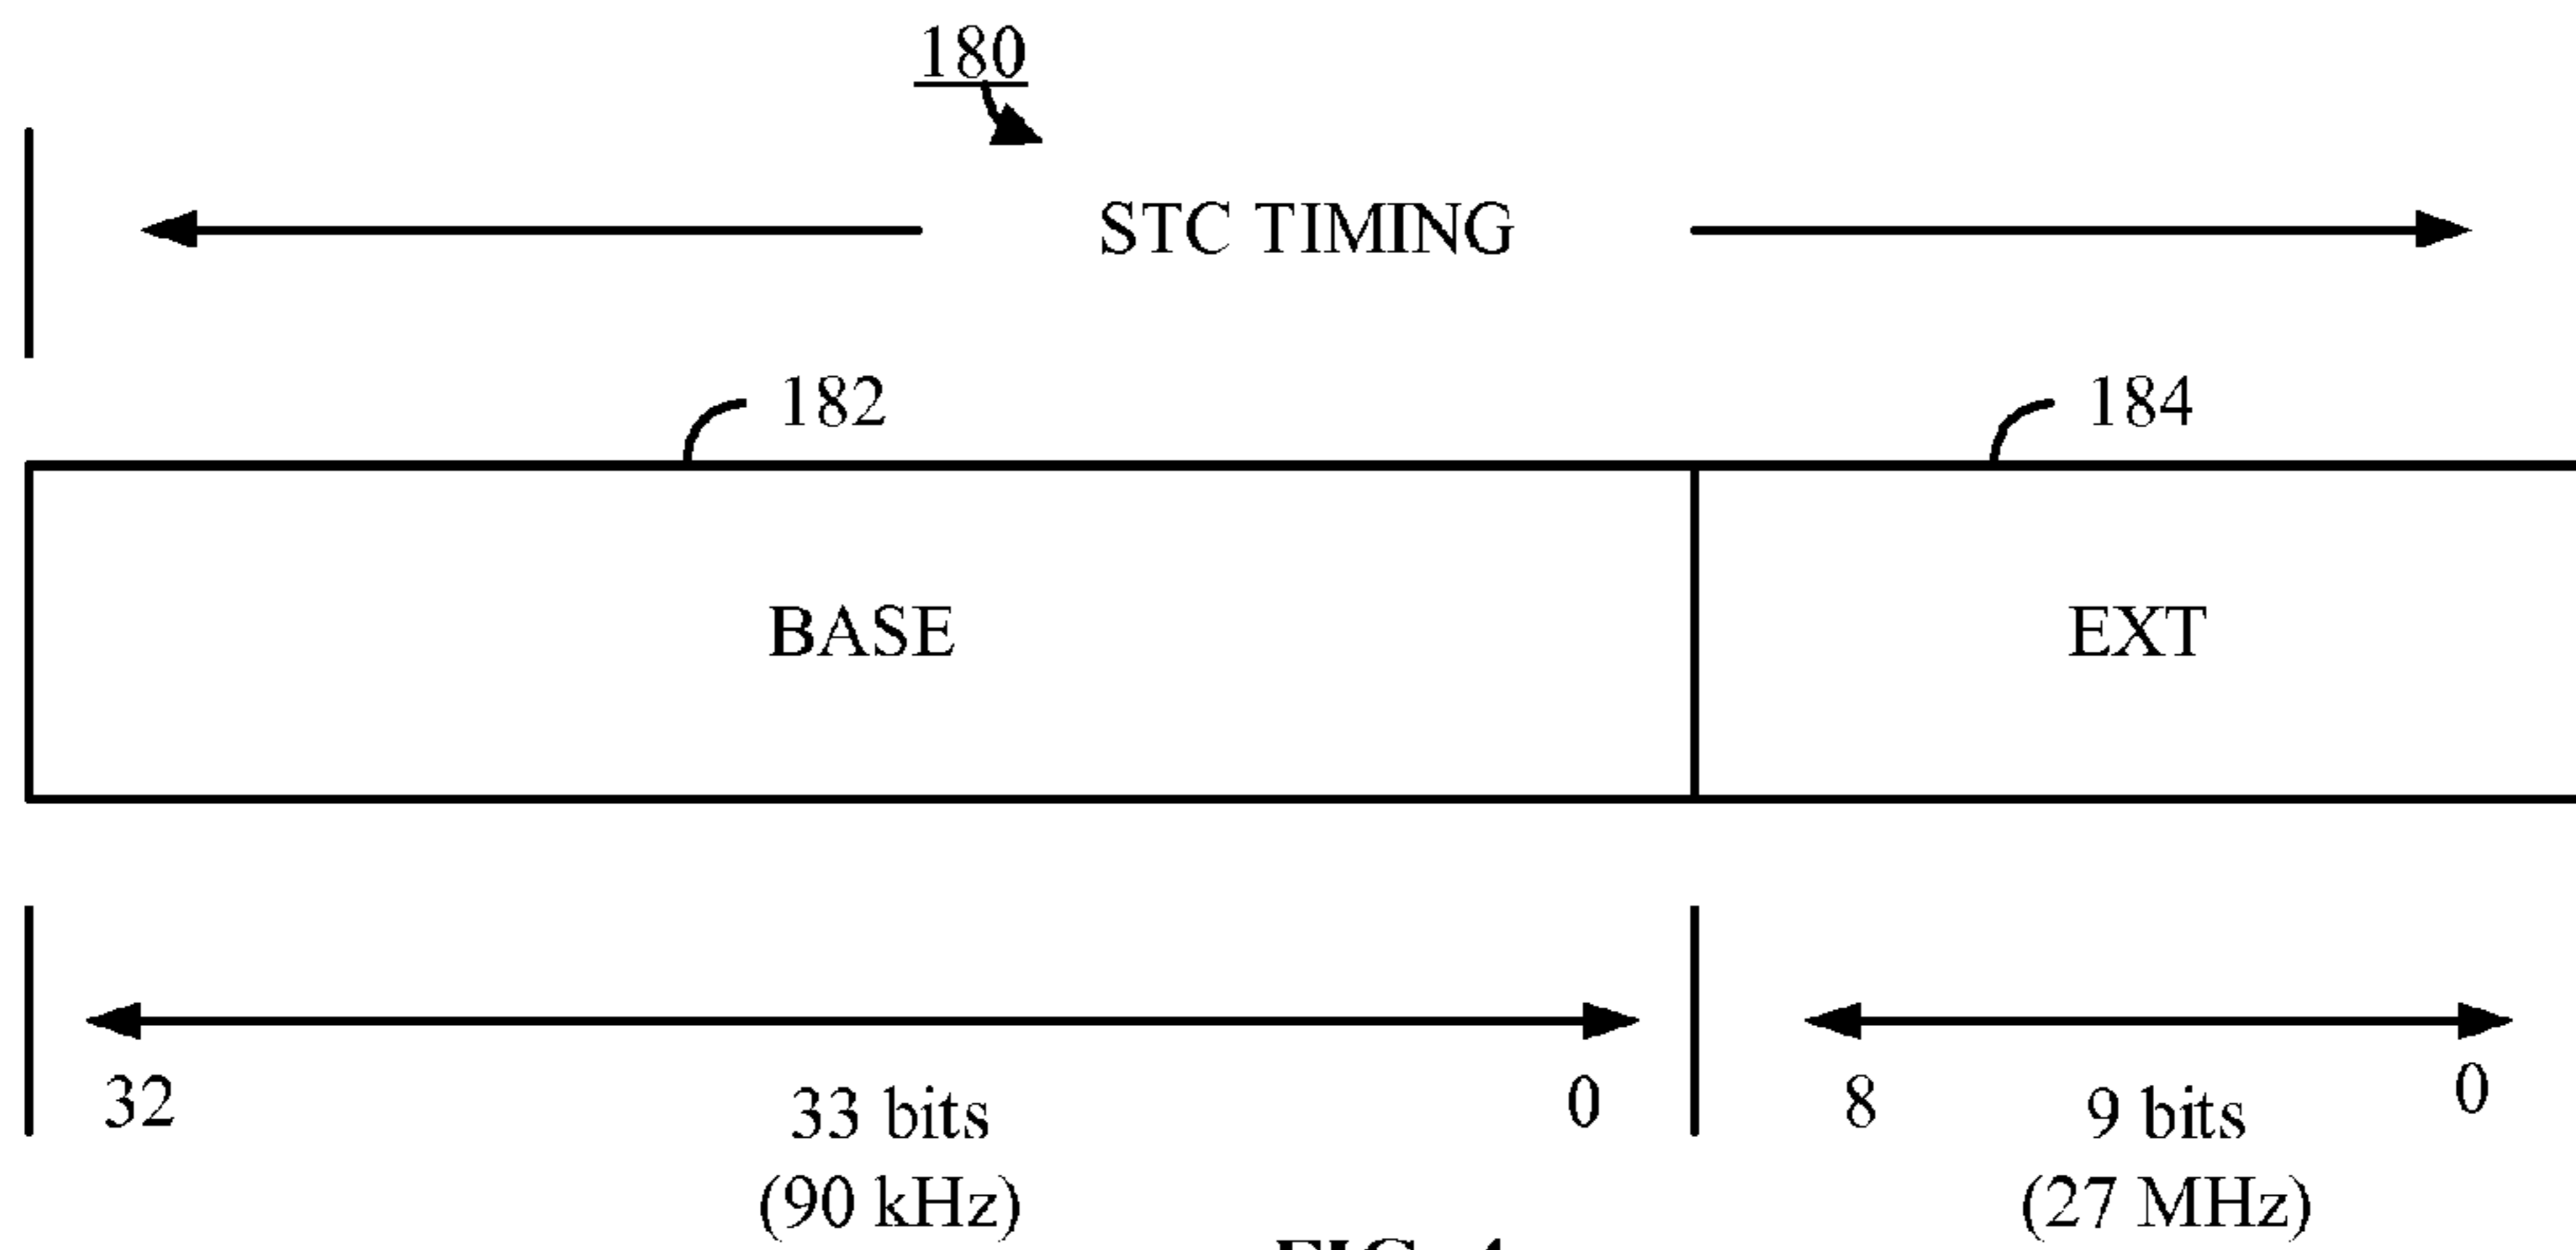 180
STC TIMING
182
184
BASE
EXT
32
33 bits
(90 kHz)
0
8
9 bits
(27 MHz)
0